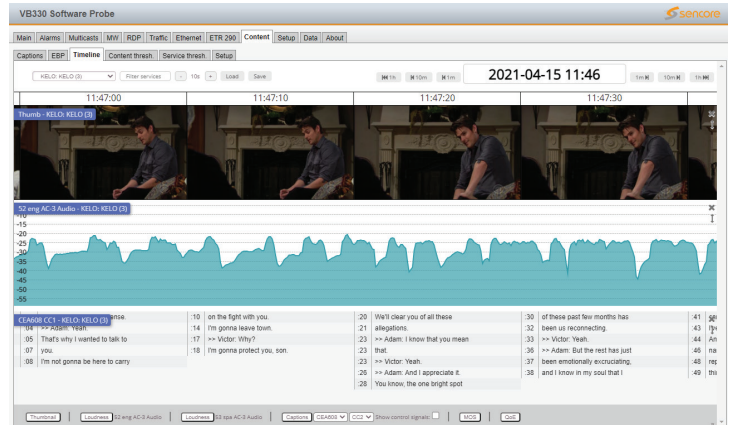 VB330 Software Probe
sencore
Main Alarms Multicasts MW RDP Traffic Ethernet ETR 290 Content Setup Data About
Captions EBP Timeline Content thresh. Service thresh. Setup
KELO: KELO (3) Filter services - 10s + Load Save 1h 10m 1m 2021-04-15 11:46 1m 10m 1h
11:47:00 11:47:10 11:47:20 11:47:30
Thumb - KELO: KELO (3)
52 eng AC-3 Audio - KELO: KELO (3)
-10
-15
-20
-25
-30
-35
-40
-45
-50
-55
CEA608 CC1 - KELO: KELO (3)
:04 >> Adam: Yeah.
:05 That's why I wanted to talk to
:07 you.
:08 I'm not gonna be here to carry
:10 on the fight with you.
:14 I'm gonna leave town.
:17 >> Victor: Why?
:18 I'm gonna protect you, son.
:20 We'll clear you of all these
:21 allegations.
:23 >> Adam: I know that you mean
:23 that.
:23 >> Victor: Yeah.
:26 >> Adam: And I appreciate it.
:28 You know, the one bright spot
:30 of these past few months has
:32 been us reconnecting.
:33 >> Victor: Yeah.
:36 >> Adam: But the rest has just
:37 been emotionally excruciating,
:38 and I know in my soul that I
:41
:43
:44 An
:46 na
:48 rep
:49 thi
Thumbnail Loudness 52 eng AC-3 Audio Loudness 53 spa AC-3 Audio Captions CEA608 CC2 Show control signals: MOS QoE